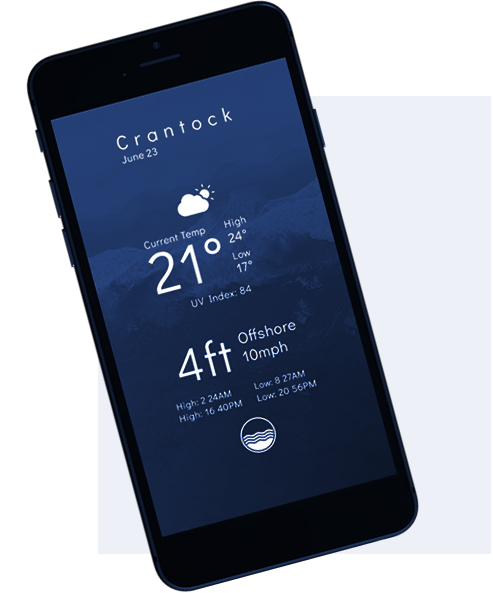 Crantock
June 23
Current Temp
21°
High
24°
Low
17°
UV Index: 84
4ft
Offshore
10mph
High: 2 24AM
High: 16 40PM
Low: 8 27AM
Low: 20 56PM